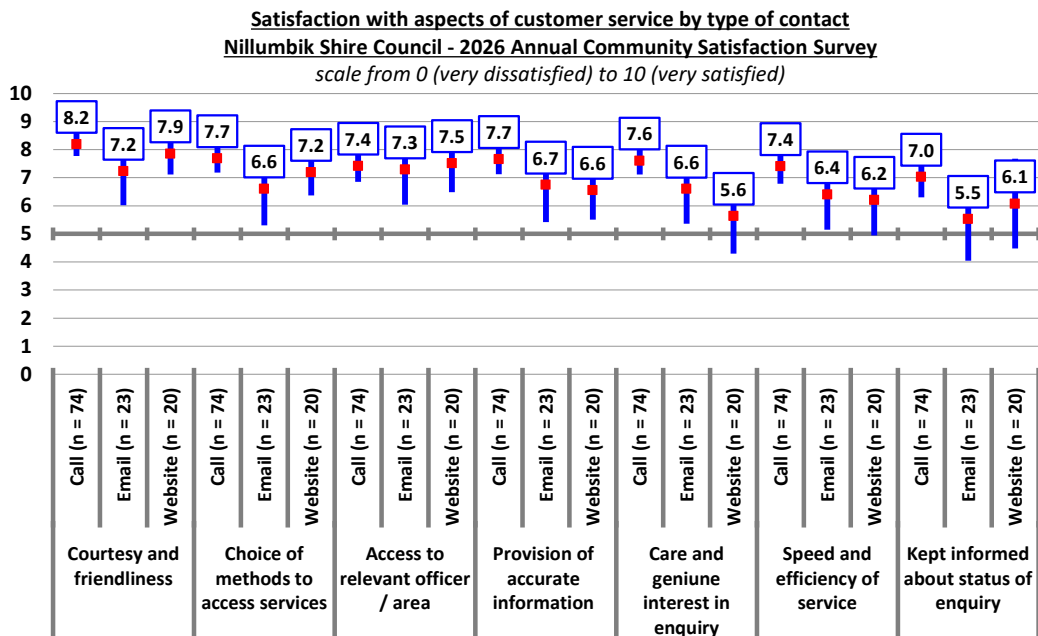 Satisfaction with aspects of customer service by type of contact
Nillumbik Shire Council - 2026 Annual Community Satisfaction Survey
scale from 0 (very dissatisfied) to 10 (very satisfied)
10
9
8
7
6
5
4
3
2
1
0
8.2
7.2
7.9
7.7
6.6
7.2
7.4
7.3
7.5
7.7
6.7
6.6
7.6
6.6
5.6
7.4
6.4
6.2
7.0
5.5
6.1
Call (n = 74)
Email (n = 23)
Website (n = 20)
Call (n = 74)
Email (n = 23)
Website (n = 20)
Call (n = 74)
Email (n = 23)
Website (n = 20)
Call (n = 74)
Email (n = 23)
Website (n = 20)
Call (n = 74)
Email (n = 23)
Website (n = 20)
Call (n = 74)
Email (n = 23)
Website (n = 20)
Call (n = 74)
Email (n = 23)
Website (n = 20)
Courtesy and
friendliness
Choice of
methods to
access services
Access to
relevant officer
/ area
Provision of
accurate
information
Care and
geniune
interest in
enquiry
Speed and
efficiency of
service
Kept informed
about status of
enquiry